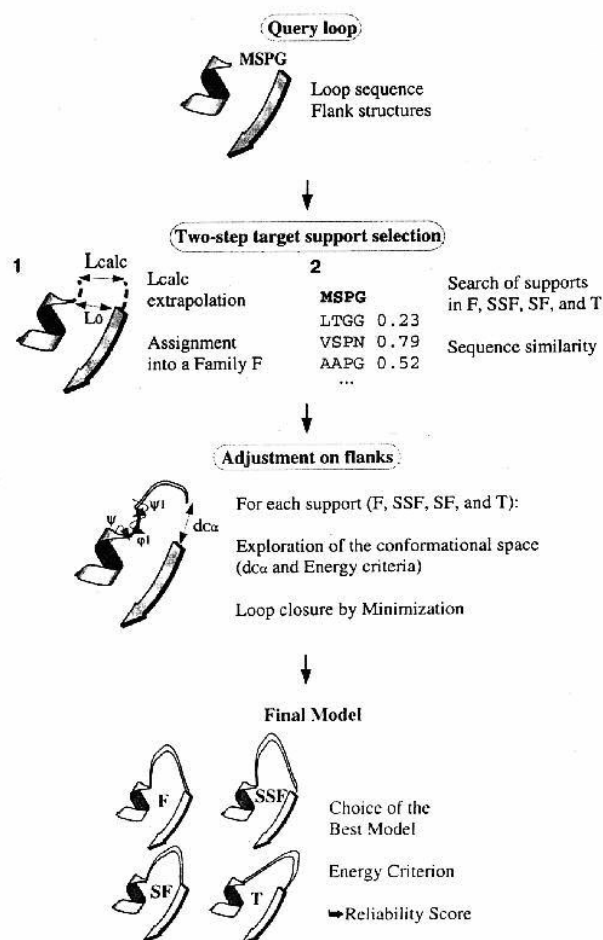 Query loop
MSPG
Loop sequence
Flank structures
Two-step target support selection
1
Lcalc
Lo
Lcalc
extrapolation
Assignment
into a Family F
2
MSPG
LTGG 0.23
VSPN 0.79
AAPG 0.52
...
Search of supports
in F, SSF, SF, and T
Sequence similarity
Adjustment on flanks
ψ
ψ1
φ1
dcα
For each support (F, SSF, SF, and T):
Exploration of the conformational space
(dcα and Energy criteria)
Loop closure by Minimization
Final Model
F
SSF
SF
T
Choice of the
Best Model
Energy Criterion
➡Reliability Score